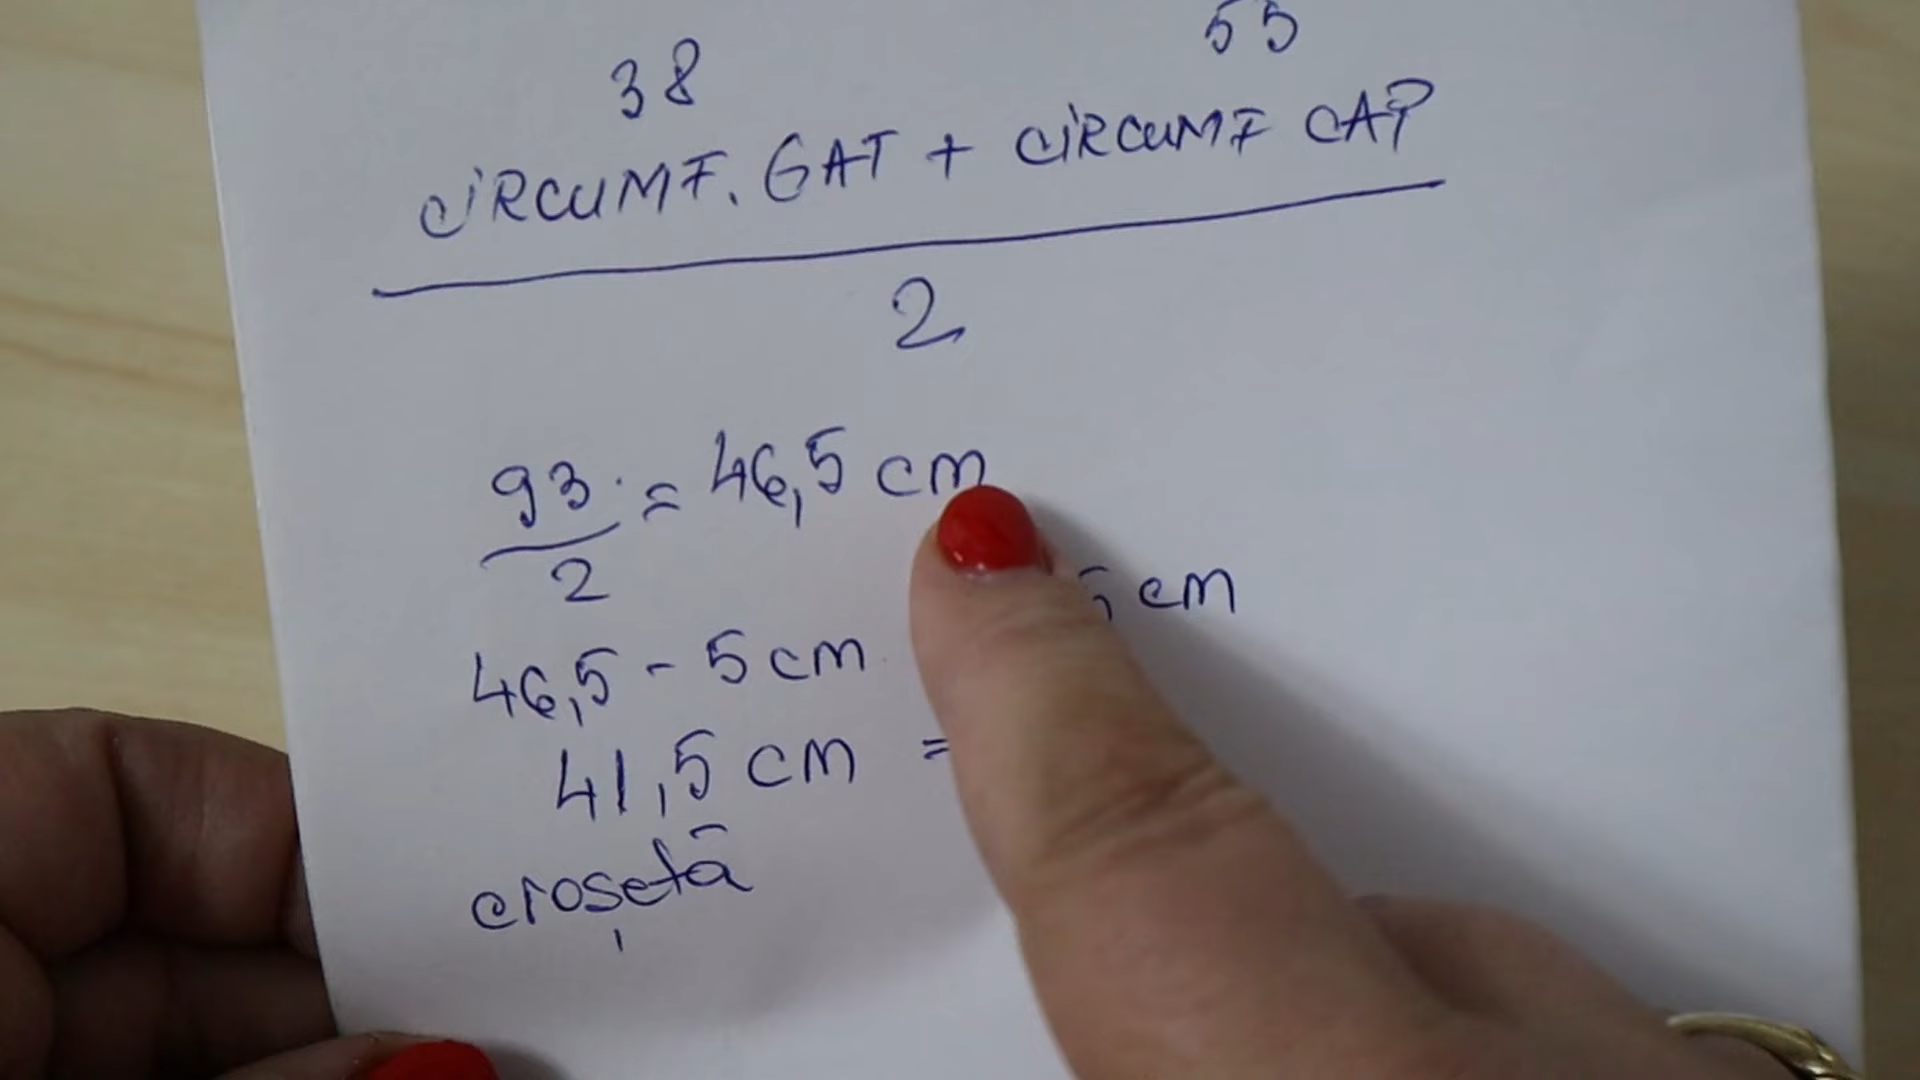 38 55
CIRCUMF. GAT + CIRCUMF CAP
2
93 = 46,5 cm
2
46,5 - 5 cm 5 cm
41,5 cm =
croșetă